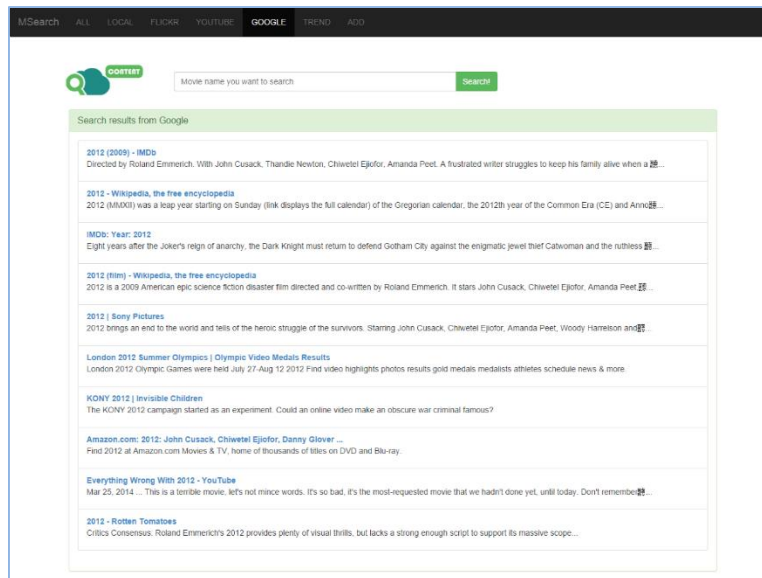 MSearch ALL LOCAL FLICKR YOUTUBE GOOGLE TREND ADD
CONTENT
Movie name you want to search Search!
Search results from Google
2012 (2009) - IMDb
Directed by Roland Emmerich. With John Cusack, Thandie Newton, Chiwetel Ejiofor, Amanda Peet. A frustrated writer struggles to keep his family alive when a ...
2012 - Wikipedia, the free encyclopedia
2012 (MMXII) was a leap year starting on Sunday (link displays the full calendar) of the Gregorian calendar, the 2012th year of the Common Era (CE) and Anno...
IMDb: Year: 2012
Eight years after the Joker's reign of anarchy, the Dark Knight must return to defend Gotham City against the enigmatic jewel thief Catwoman and the ruthless ...
2012 (film) - Wikipedia, the free encyclopedia
2012 is a 2009 American epic science fiction disaster film directed and co-written by Roland Emmerich. It stars John Cusack, Chiwetel Ejiofor, Amanda Peet, ...
2012 | Sony Pictures
2012 brings an end to the world and tells of the heroic struggle of the survivors. Starring John Cusack, Chiwetel Ejiofor, Amanda Peet, Woody Harrelson and...
London 2012 Summer Olympics | Olympic Video Medals Results
London 2012 Olympic Games were held July 27-Aug 12 2012 Find video highlights photos results gold medals medalists athletes schedule news & more.
KONY 2012 | Invisible Children
The KONY 2012 campaign started as an experiment. Could an online video make an obscure war criminal famous?
Amazon.com: 2012: John Cusack, Chiwetel Ejiofor, Danny Glover ...
Find 2012 at Amazon.com Movies & TV, home of thousands of titles on DVD and Blu-ray.
Everything Wrong With 2012 - YouTube
Mar 25, 2014 ... This is a terrible movie, let's not mince words. It's so bad, it's the most-requested movie that we hadn't done yet, until today. Don't remember...
2012 - Rotten Tomatoes
Critics Consensus: Roland Emmerich's 2012 provides plenty of visual thrills, but lacks a strong enough script to support its massive scope...